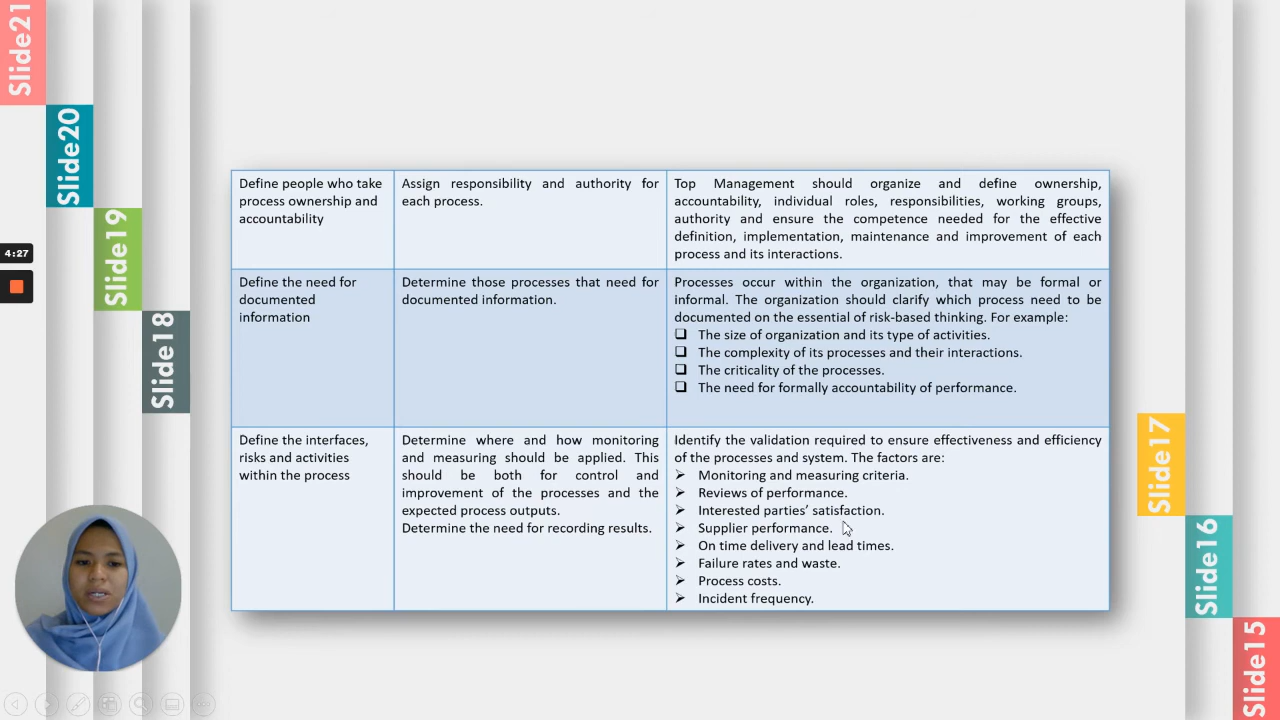 Slide21
Slide20
Slide19
Slide18
4:27
Define people who take
process ownership and
accountability
Assign responsibility and authority for
each process.
Top Management should organize and define ownership,
accountability, individual roles, responsibilities, working groups,
authority and ensure the competence needed for the effective
definition, implementation, maintenance and improvement of each
process and its interactions.
Define the need for
documented
information
Determine those processes that need for
documented information.
Processes occur within the organization, that may be formal or
informal. The organization should clarify which process need to be
documented on the essential of risk-based thinking. For example:
❑ The size of organization and its type of activities.
❑ The complexity of its processes and their interactions.
❑ The criticality of the processes.
❑ The need for formally accountability of performance.
Define the interfaces,
risks and activities
within the process
Determine where and how monitoring
and measuring should be applied. This
should be both for control and
improvement of the processes and the
expected process outputs.
Determine the need for recording results.
Identify the validation required to ensure effectiveness and efficiency
of the processes and system. The factors are:
➢ Monitoring and measuring criteria.
➢ Reviews of performance.
➢ Interested parties’ satisfaction.
➢ Supplier performance.
➢ On time delivery and lead times.
➢ Failure rates and waste.
➢ Process costs.
➢ Incident frequency.
Slide17
Slide16
Slide15